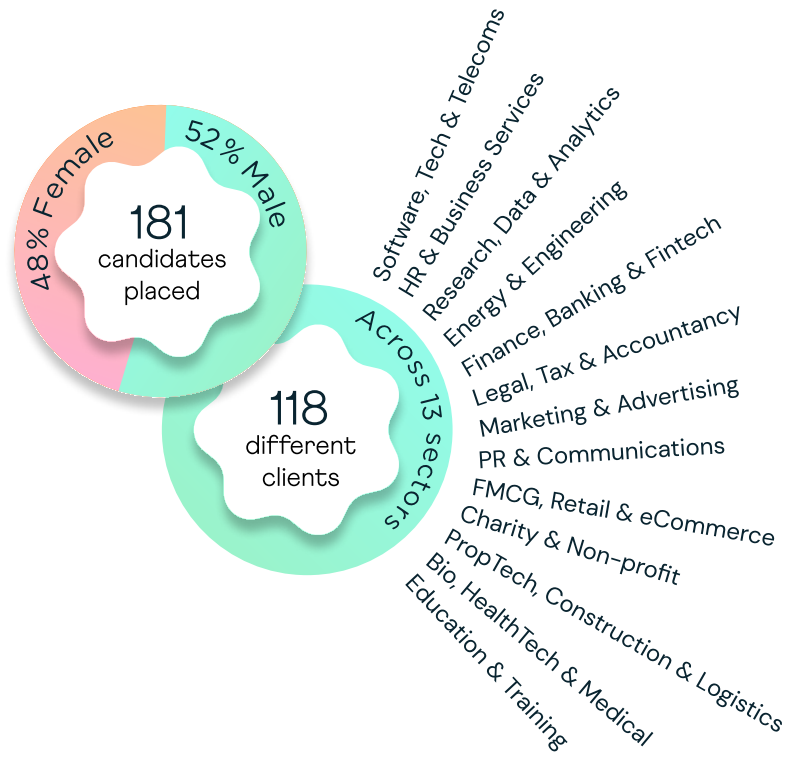 48% Female
52% Male
181
candidates
placed
118
different
clients
Across 13 sectors
Software, Tech & Telecoms
HR & Business Services
Research, Data & Analytics
Energy & Engineering
Finance, Banking & Fintech
Legal, Tax & Accountancy
Marketing & Advertising
PR & Communications
FMCG, Retail & eCommerce
Charity & Non-profit
PropTech, Construction & Logistics
Bio, HealthTech & Medical
Education & Training